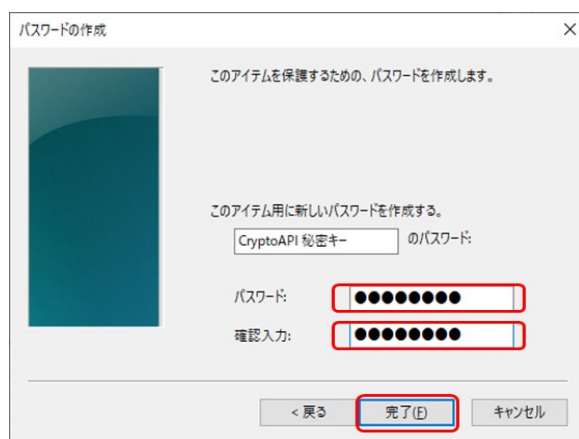 パスワードの作成
このアイテムを保護するための、パスワードを作成します。
このアイテム用に新しいパスワードを作成する。
CryptoAPI 秘密キー のパスワード:
パスワード: ●●●●●●●●
確認入力: ●●●●●●●●
< 戻る 完了(F) キャンセル